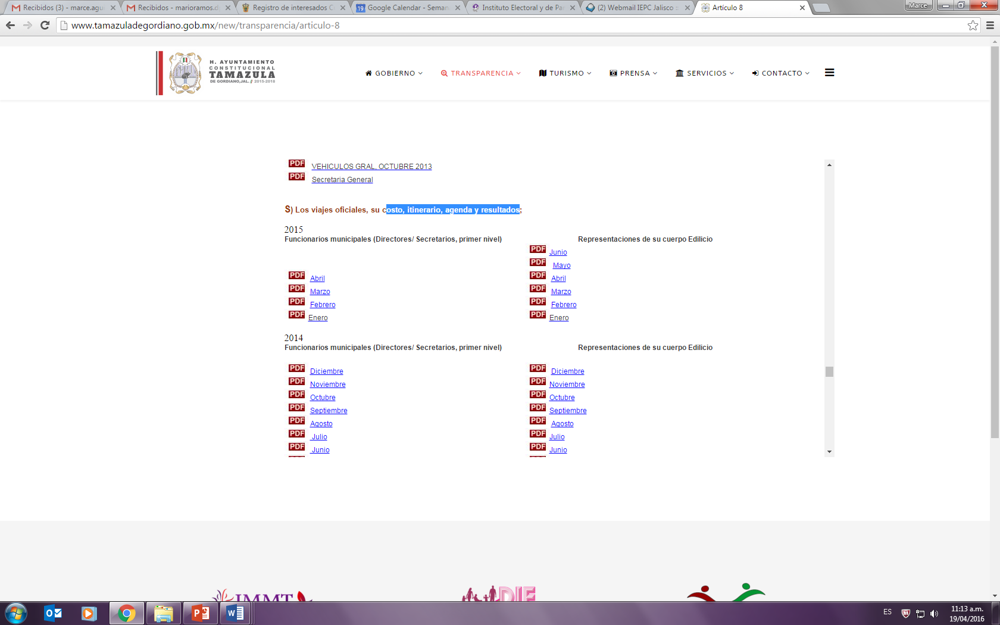 Recibidos (3) - marce.agu
Recibidos - marioramos.d
Registro de interesados C
Google Calendar - Seman
Instituto Electoral y de Pa
(2) Webmail IEPC Jalisco
Artículo 8
Marce
www.tamazuladegordiano.gob.mx/new/transparencia/articulo-8
H. AYUNTAMIENTO
CONSTITUCIONAL
TAMAZULA
DE GORDIANO, JAL. // 2015-2018
GOBIERNO TRANSPARENCIA TURISMO PRENSA SERVICIOS CONTACTO
PDF VEHICULOS GRAL. OCTUBRE 2013
PDF Secretaria General
S) Los viajes oficiales, su costo, itinerario, agenda y resultados;
2015
Funcionarios municipales (Directores/ Secretarios, primer nivel) Representaciones de su cuerpo Edilicio
PDF Junio
PDF Mayo
PDF Abril PDF Abril
PDF Marzo PDF Marzo
PDF Febrero PDF Febrero
PDF Enero PDF Enero
2014
Funcionarios municipales (Directores/ Secretarios, primer nivel) Representaciones de su cuerpo Edilicio
PDF Diciembre PDF Diciembre
PDF Noviembre PDF Noviembre
PDF Octubre PDF Octubre
PDF Septiembre PDF Septiembre
PDF Agosto PDF Agosto
PDF Julio PDF Julio
PDF Junio PDF Junio
IMMT DIF
ES
11:13 a.m.
19/04/2016